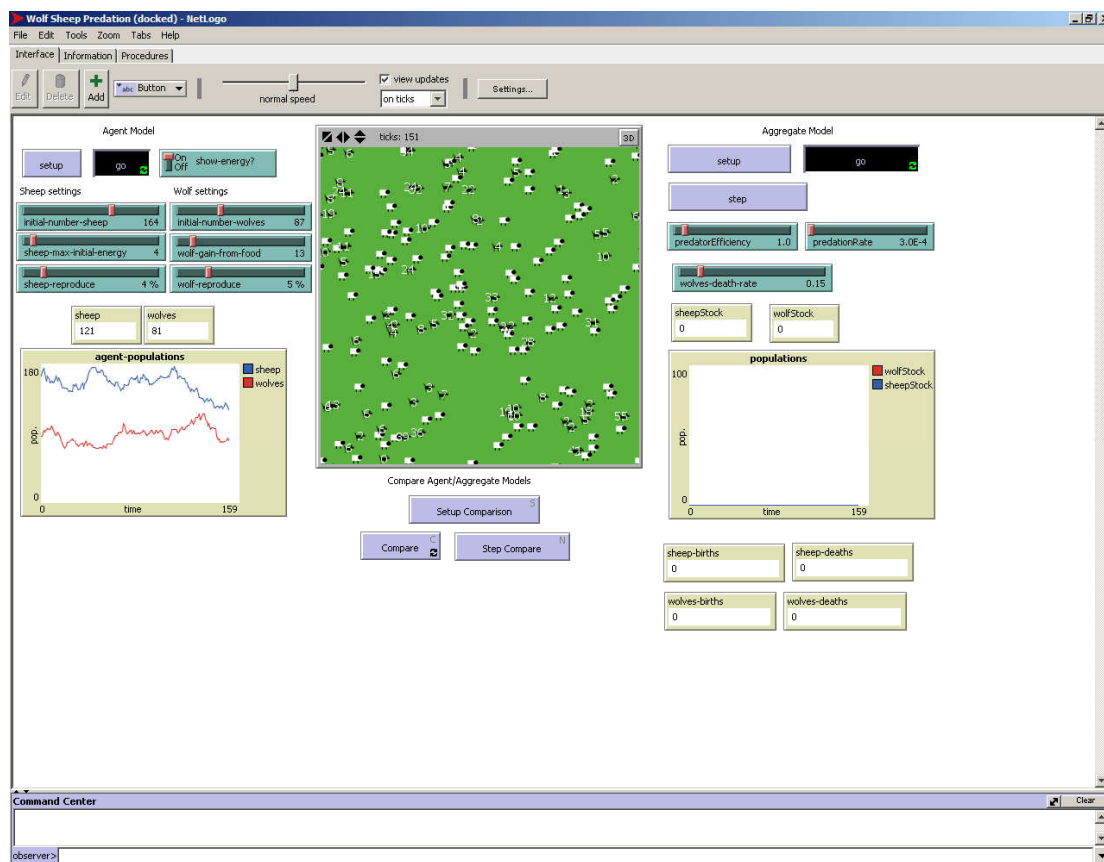 Wolf Sheep Predation (docked) - NetLogo
File Edit Tools Zoom Tabs Help
Interface Information Procedures
Edit Delete Add abc Button normal speed view updates on ticks Settings...
Agent Model
setup go On Off show-energy?
Sheep settings Wolf settings
initial-number-sheep 164 initial-number-wolves 87
sheep-max-initial-energy 4 wolf-gain-from-food 13
sheep-reproduce 4 % wolf-reproduce 5 %
sheep wolves
121 81
agent-populations
180
pop.
0
0 time 159
sheep
wolves
ticks: 151 3D
Compare Agent/Aggregate Models
Setup Comparison S
Compare C
Step Compare N
Aggregate Model
setup go
step
predatorEfficiency 1.0 predationRate 3.0E-4
wolves-death-rate 0.15
sheepStock wolfStock
0 0
populations
100
pop.
0
0 time 159
wolfStock
sheepStock
sheep-births sheep-deaths
0 0
wolves-births wolves-deaths
0 0
Command Center Clear
observer>